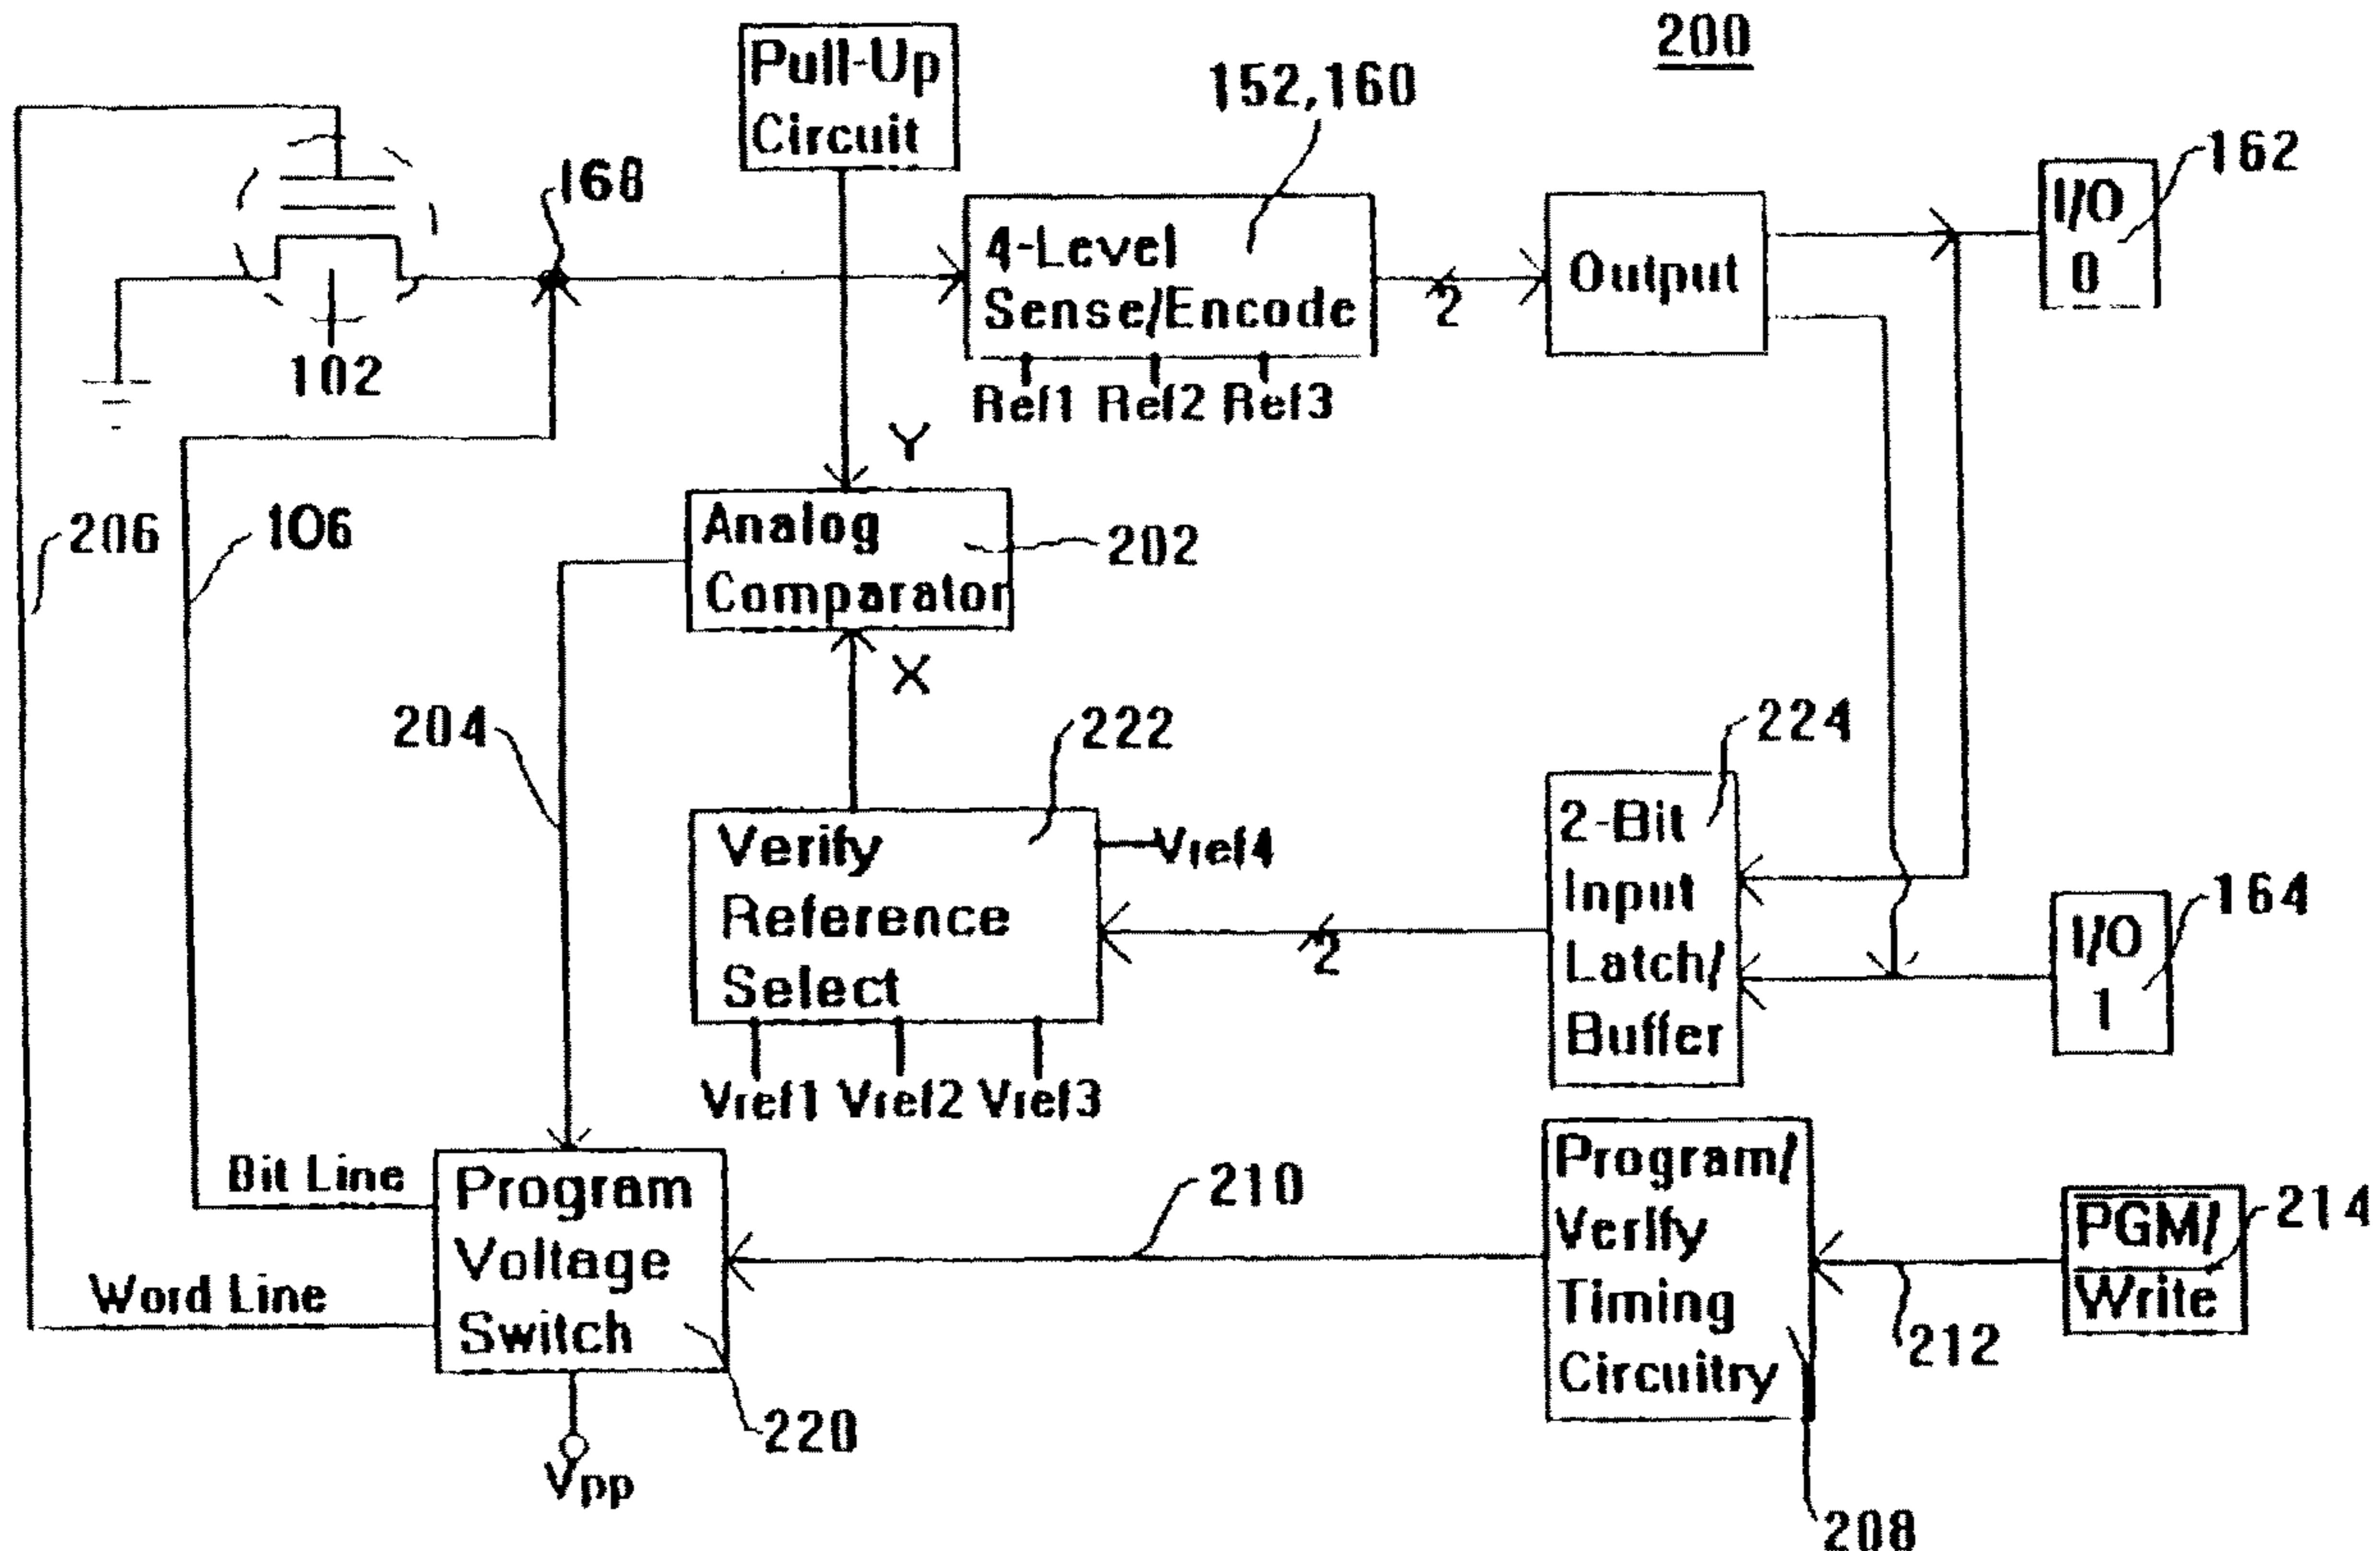 200
Pull-Up
Circuit
152,160
162
I/O
0
168
4-Level
Sense/Encode
2
Output
102
Ref1 Ref2 Ref3
Y
206
106
Analog
Comparator
202
X
204
222
224
Verify
Reference
Select
Vref4
2
2-Bit
Input
Latch/
Buffer
164
I/O
1
Vref1 Vref2 Vref3
Bit Line
Word Line
Program
Voltage
Switch
210
Program/
Verify
Timing
Circuitry
PGM/
Write
214
212
220
Vpp
208